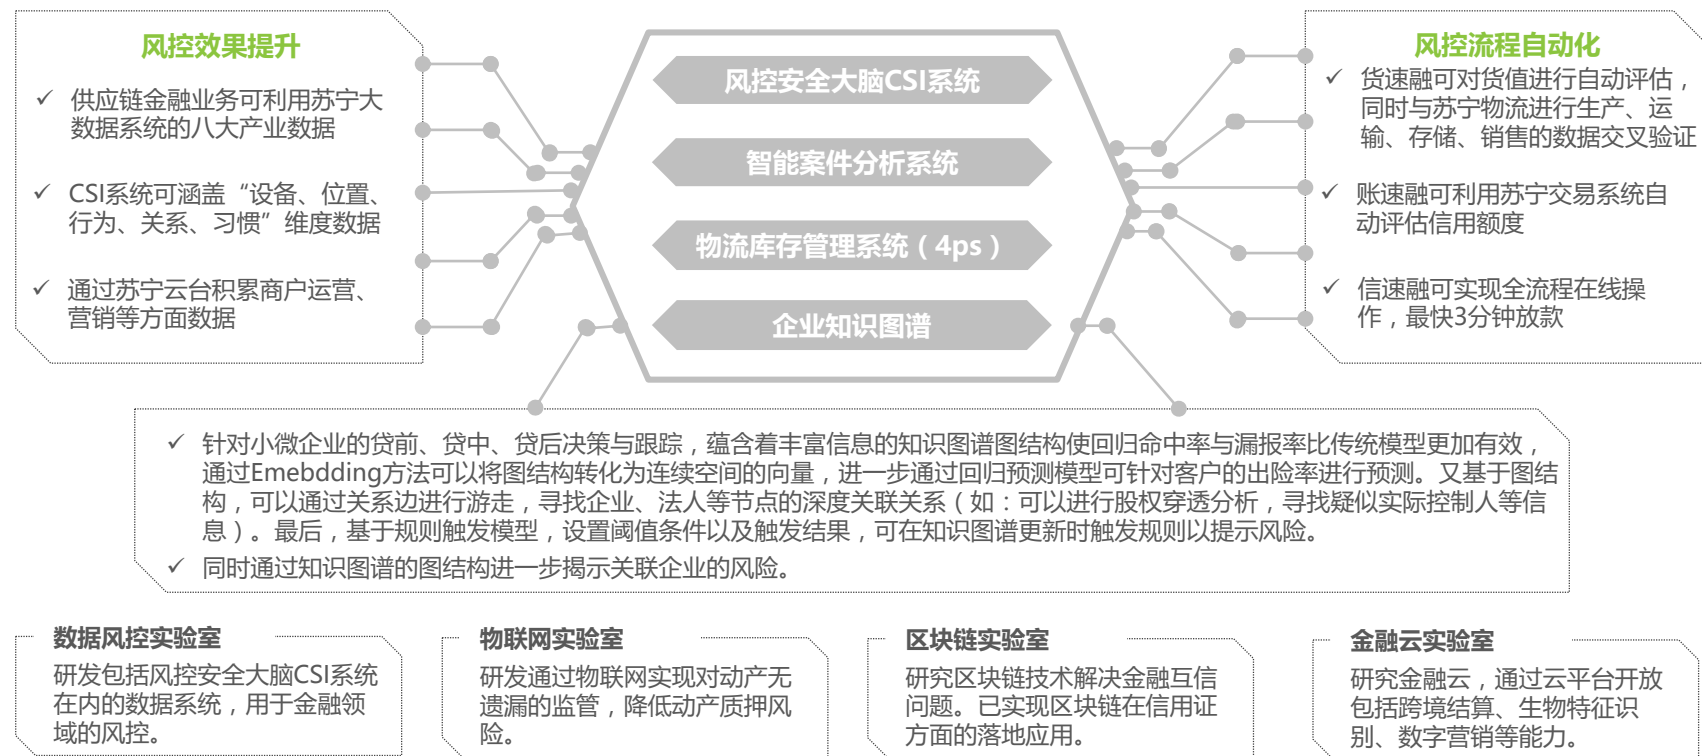 风控效果提升
✓ 供应链金融业务可利用苏宁大
数据系统的八大产业数据
✓ CSI系统可涵盖“设备、位置、
行为、关系、习惯”维度数据
✓ 通过苏宁云台积累商户运营、
营销等方面数据
风控安全大脑CSI系统
智能案件分析系统
物流库存管理系统（4ps）
企业知识图谱
风控流程自动化
✓ 货速融可对货值进行自动评估，
同时与苏宁物流进行生产、运
输、存储、销售的数据交叉验证
✓ 账速融可利用苏宁交易系统自
动评估信用额度
✓ 信速融可实现全流程在线操
作，最快3分钟放款
✓ 针对小微企业的贷前、贷中、贷后决策与跟踪，蕴含着丰富信息的知识图谱图结构使回归命中率与漏报率比传统模型更加有效，
通过Emebdding方法可以将图结构转化为连续空间的向量，进一步通过回归预测模型可针对客户的出险率进行预测。又基于图结
构，可以通过关系边进行游走，寻找企业、法人等节点的深度关联关系（如：可以进行股权穿透分析，寻找疑似实际控制人等信
息）。最后，基于规则触发模型，设置阈值条件以及触发结果，可在知识图谱更新时触发规则以提示风险。
✓ 同时通过知识图谱的图结构进一步揭示关联企业的风险。
数据风控实验室
研发包括风控安全大脑CSI系统
在内的数据系统，用于金融领
域的风控。
物联网实验室
研发通过物联网实现对动产无
遗漏的监管，降低动产质押风
险。
区块链实验室
研究区块链技术解决金融互信
问题。已实现区块链在信用证
方面的落地应用。
金融云实验室
研究金融云，通过云平台开放
包括跨境结算、生物特征识
别、数字营销等能力。